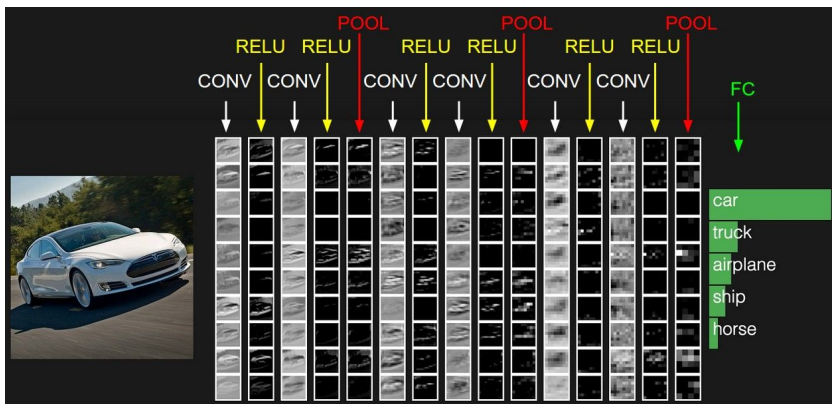 POOL POOL POOL
RELU RELU RELU RELU RELU RELU
CONV CONV CONV CONV CONV CONV FC
car
truck
airplane
ship
horse